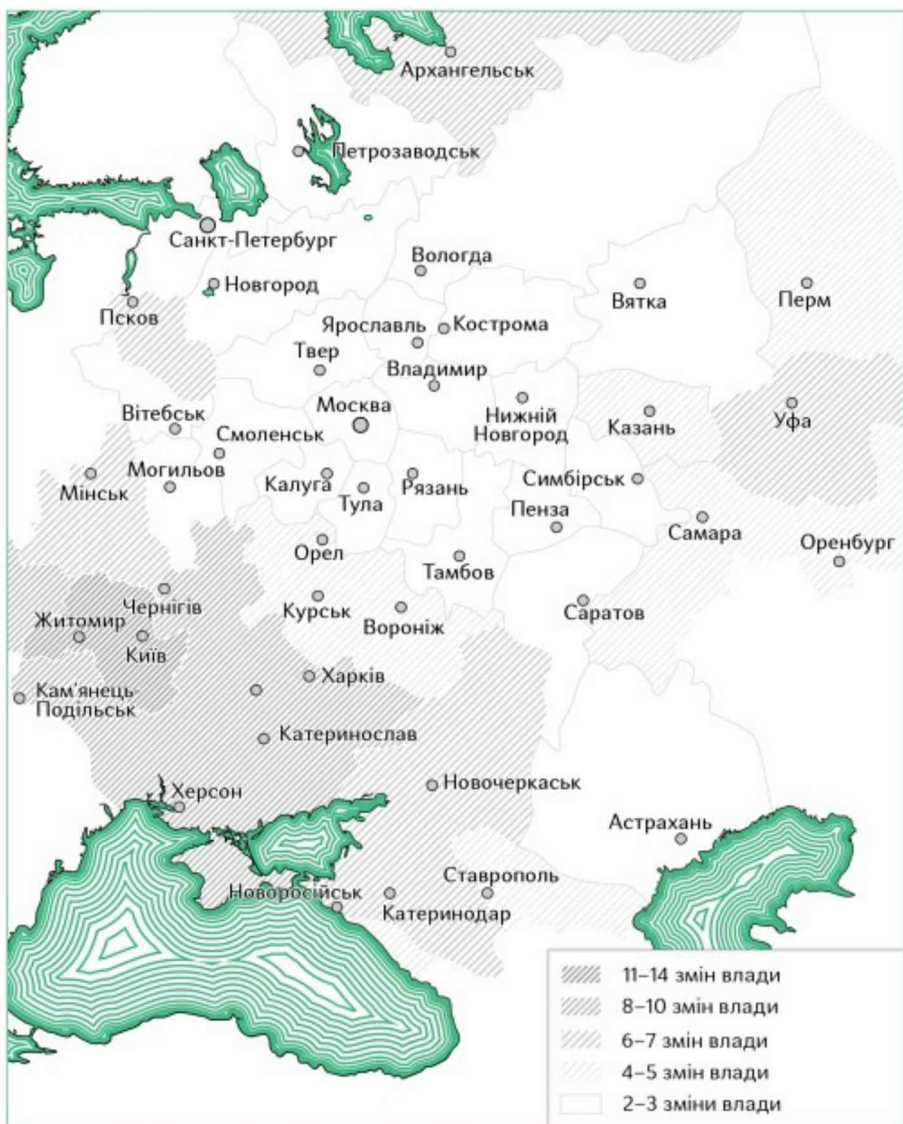 Архангельськ
Петрозаводськ
Санкт-Петербург
Вологда
Новгород
Вятка
Перм
Псков
Ярославль
Кострома
Твер
Владимир
Москва
Нижній
Новгород
Казань
Уфа
Вітебськ
Смоленськ
Могильов
Мінськ
Калуга
Тула
Рязань
Симбірськ
Пенза
Самара
Оренбург
Орел
Тамбов
Чернігів
Курськ
Вороніж
Саратов
Житомир
Київ
Харків
Кам'янець
Подільськ
Катеринослав
Новочеркаськ
Херсон
Астрахань
Ставрополь
Новоросійськ
Катеринодар
11–14 змін влади
8–10 змін влади
6–7 змін влади
4–5 змін влади
2–3 зміни влади